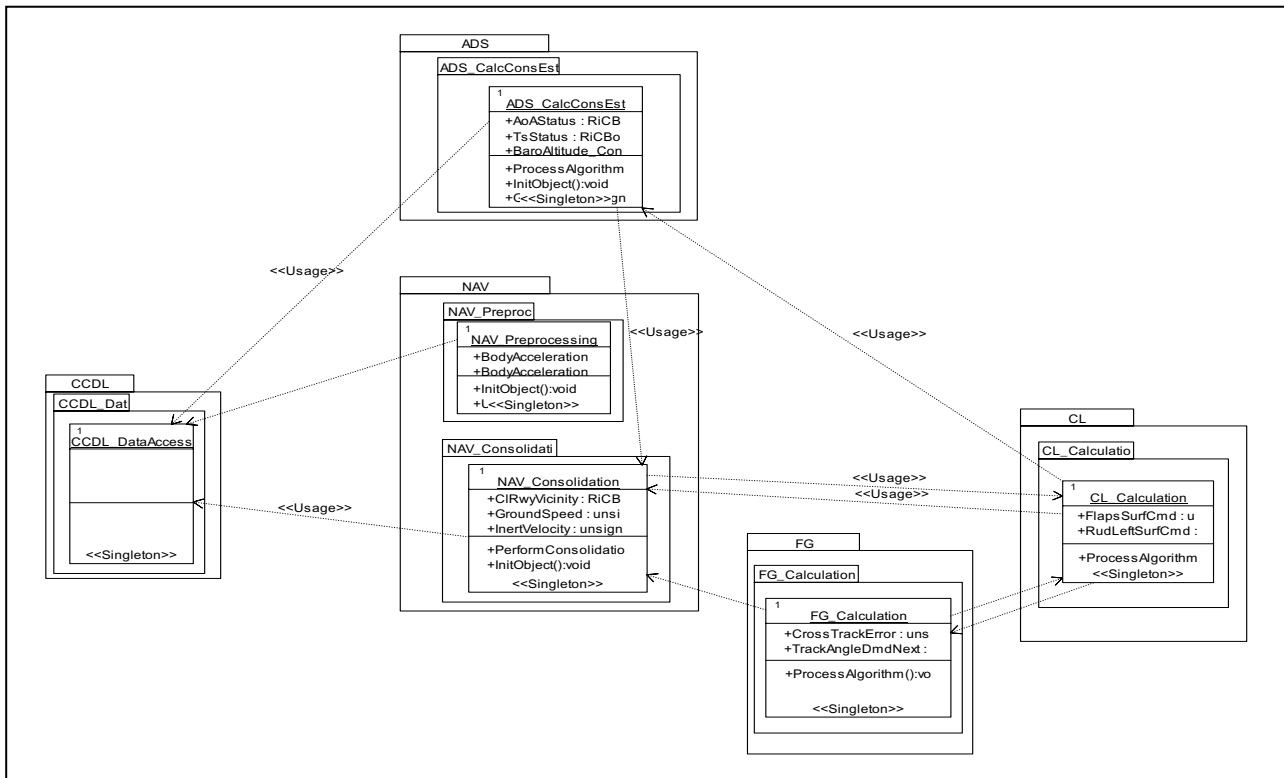 ADS
ADS_CalcConsEst
1
ADS_CalcConsEst
+AoAStatus : RiCB
+TsStatus : RiCBo
+BaroAltitude_Con
+ProcessAlgorithm
+InitObject():void
<<Singleton>>
<<Usage>>
NAV
NAV_Preproc
1
NAV_Preprocessing
+BodyAcceleration
+BodyAcceleration
+InitObject():void
<<Singleton>>
<<Usage>>
<<Usage>>
CCDL
CCDL_Dat
1
CCDL_DataAccess
<<Singleton>>
<<Usage>>
NAV_Consolidati
1
NAV_Consolidation
+ClRwyVicinity : RiCB
+GroundSpeed : unsi
+InertVelocity : unsign
+PerformConsolidatio
+InitObject():void
<<Singleton>>
<<Usage>>
<<Usage>>
CL
CL_Calculatio
1
CL_Calculation
+FlapsSurfCmd : u
+RudLeftSurfCmd :
+ProcessAlgorithm
<<Singleton>>
FG
FG_Calculation
1
FG_Calculation
+CrossTrackError : uns
+TrackAngleDmdNext :
+ProcessAlgorithm():vo
<<Singleton>>